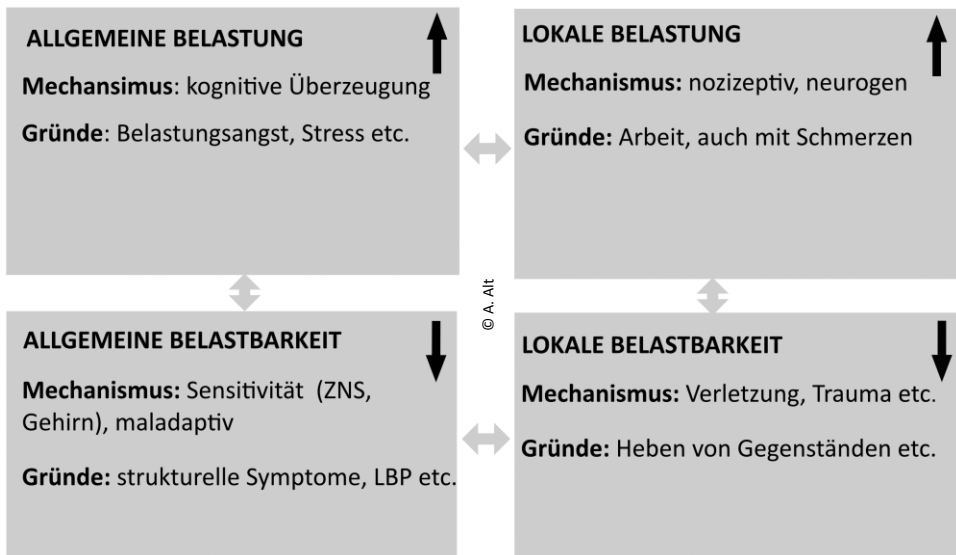 ALLGEMEINE BELASTUNG
Mechansimus: kognitive Überzeugung
Gründe: Belastungsangst, Stress etc.
LOKALE BELASTUNG
Mechanismus: nozizeptiv, neurogen
Gründe: Arbeit, auch mit Schmerzen
© A. Alt
ALLGEMEINE BELASTBARKEIT
Mechanismus: Sensitivität (ZNS,
Gehirn), maladaptiv
Gründe: strukturelle Symptome, LBP etc.
LOKALE BELASTBARKEIT
Mechanismus: Verletzung, Trauma etc.
Gründe: Heben von Gegenständen etc.